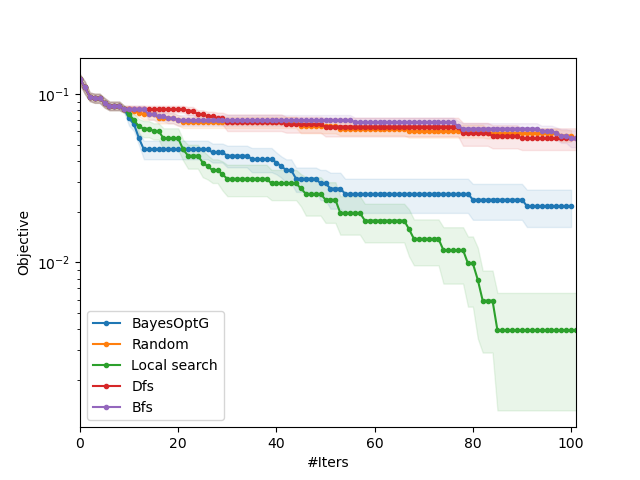 10⁻¹
10⁻²
Objective
BayesOptG
Random
Local search
Dfs
Bfs
0 20 40 60 80 100
#Iters